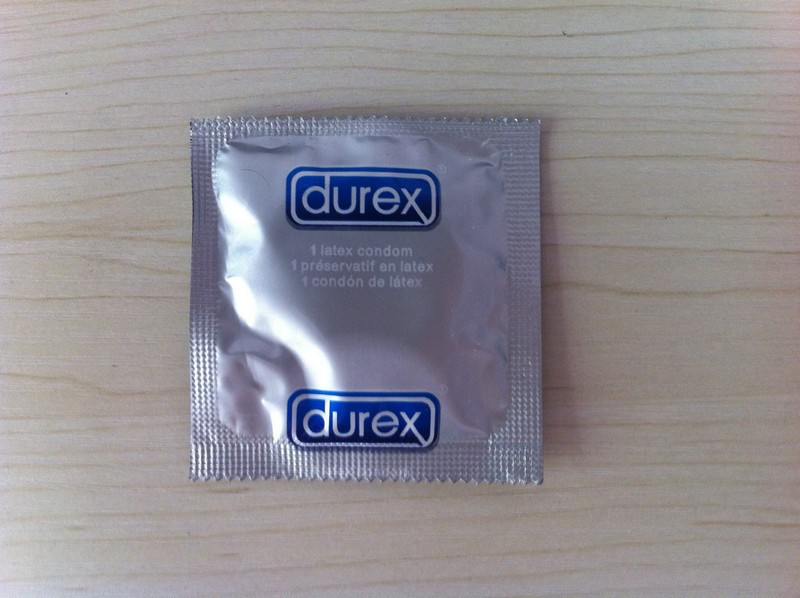 durex
1 latex condom
1 préservatif en latex
1 condón de látex
durex